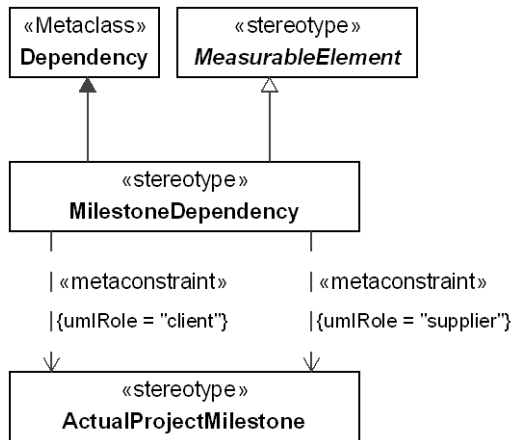 «Metaclass»
Dependency
«stereotype»
MeasurableElement
«stereotype»
MilestoneDependency
«metaconstraint»
{umlRole = "client"}
«metaconstraint»
{umlRole = "supplier"}
«stereotype»
ActualProjectMilestone